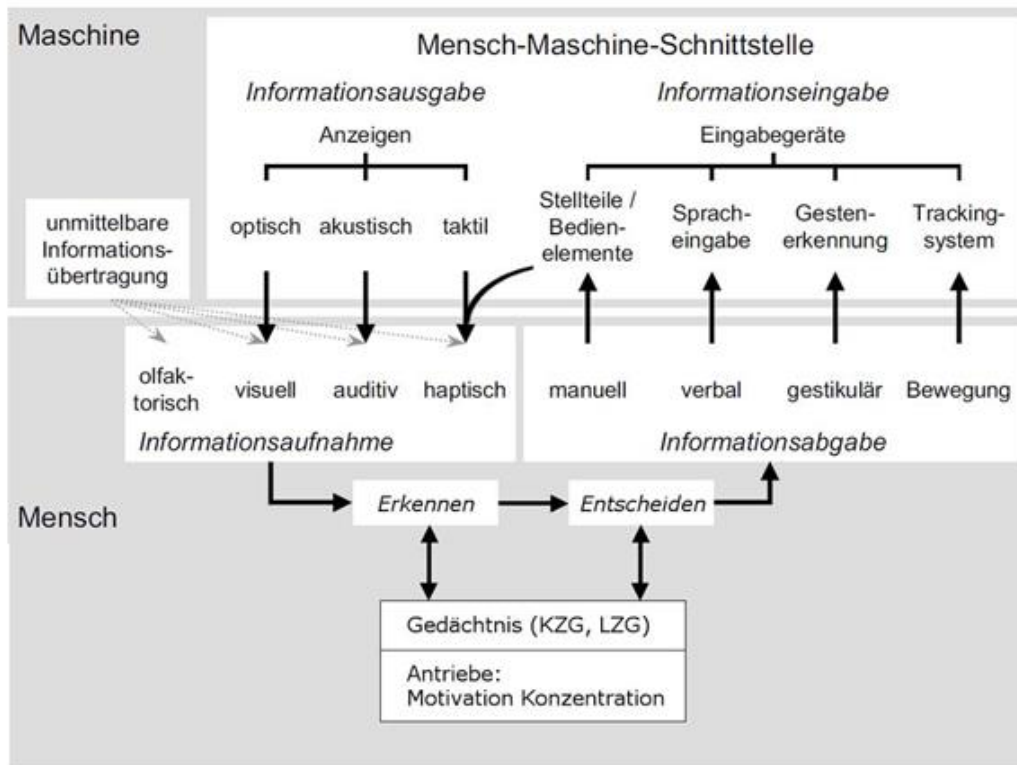 Maschine
Mensch-Maschine-Schnittstelle
Informationsausgabe
Informationseingabe
Anzeigen
Eingabegeräte
unmittelbare
Informations-
übertragung
optisch
akustisch
taktil
Stellteile /
Bedien-
elemente
Sprach-
eingabe
Gesten-
erkennung
Tracking-
system
olfak-
torisch
visuell
auditiv
haptisch
manuell
verbal
gestikulär
Bewegung
Informationsaufnahme
Informationsabgabe
Mensch
Erkennen
Entscheiden
Gedächtnis (KZG, LZG)
Antriebe:
Motivation Konzentration